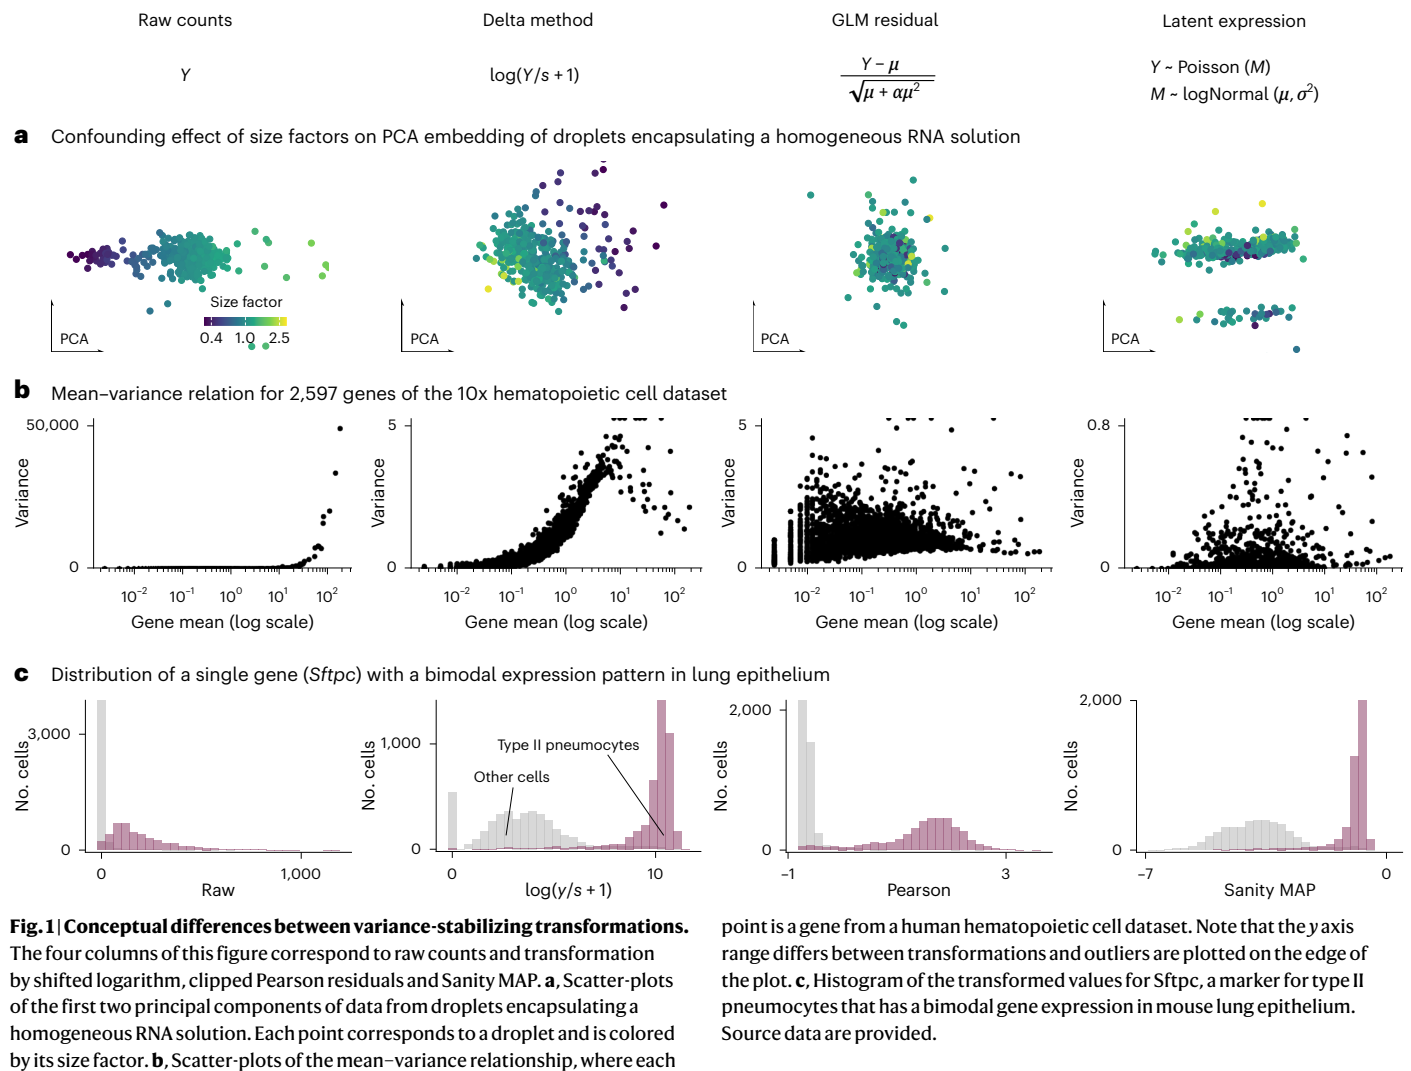 Raw counts
Delta method
GLM residual
Latent expression
Y
log(Y/s + 1)
Y − μ
√μ + αμ²
Y ~ Poisson (M)
M ~ logNormal (μ, σ²)
a Confounding effect of size factors on PCA embedding of droplets encapsulating a homogeneous RNA solution
Size factor
0.4 1.0 2.5
PCA
PCA
PCA
PCA
b Mean–variance relation for 2,597 genes of the 10x hematopoietic cell dataset
50,000
Variance
0
10⁻² 10⁻¹ 10⁰ 10¹ 10²
Gene mean (log scale)
5
Variance
0
10⁻² 10⁻¹ 10⁰ 10¹ 10²
Gene mean (log scale)
5
Variance
0
10⁻² 10⁻¹ 10⁰ 10¹ 10²
Gene mean (log scale)
0.8
Variance
0
10⁻² 10⁻¹ 10⁰ 10¹ 10²
Gene mean (log scale)
c Distribution of a single gene (Sftpc) with a bimodal expression pattern in lung epithelium
3,000
No. cells
0
0 1,000
Raw
1,000
No. cells
0
Type II pneumocytes
Other cells
0 10
log(y/s + 1)
2,000
No. cells
0
−1 3
Pearson
2,000
No. cells
0
−7 0
Sanity MAP
Fig. 1 | Conceptual differences between variance-stabilizing transformations.
The four columns of this figure correspond to raw counts and transformation
by shifted logarithm, clipped Pearson residuals and Sanity MAP. a, Scatter-plots
of the first two principal components of data from droplets encapsulating a
homogeneous RNA solution. Each point corresponds to a droplet and is colored
by its size factor. b, Scatter-plots of the mean–variance relationship, where each
point is a gene from a human hematopoietic cell dataset. Note that the y axis
range differs between transformations and outliers are plotted on the edge of
the plot. c, Histogram of the transformed values for Sftpc, a marker for type II
pneumocytes that has a bimodal gene expression in mouse lung epithelium.
Source data are provided.